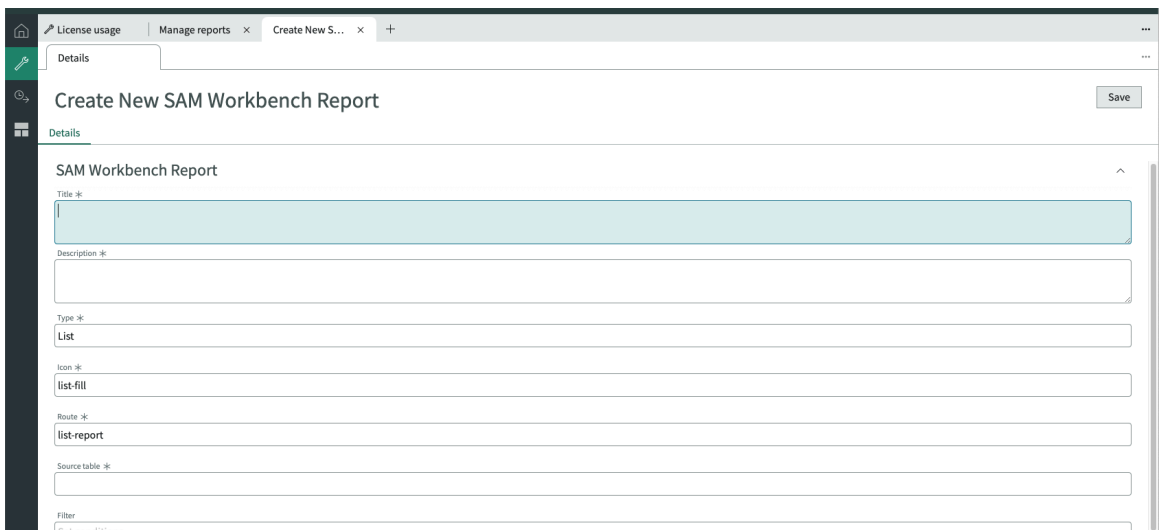 License usage
Manage reports
Create New S...
Details
Create New SAM Workbench Report
Save
Details
SAM Workbench Report
Title *
Description *
Type *
List
Icon *
list-fill
Route *
list-report
Source table *
Filter